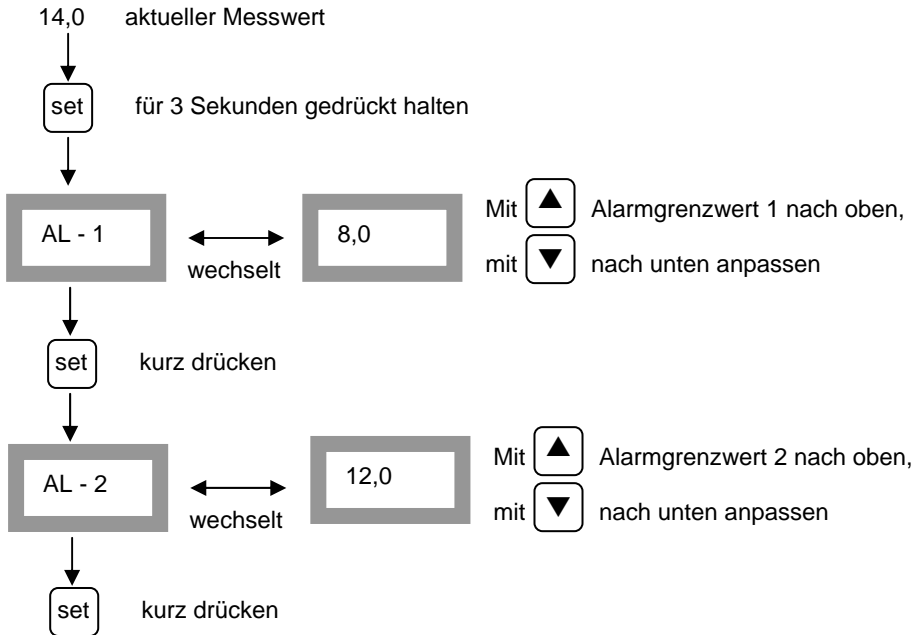 14,0 aktueller Messwert
set für 3 Sekunden gedrückt halten
AL - 1 wechselt 8,0 Mit ▲ Alarmgrenzwert 1 nach oben,
mit ▼ nach unten anpassen
set kurz drücken
AL - 2 wechselt 12,0 Mit ▲ Alarmgrenzwert 2 nach oben,
mit ▼ nach unten anpassen
set kurz drücken